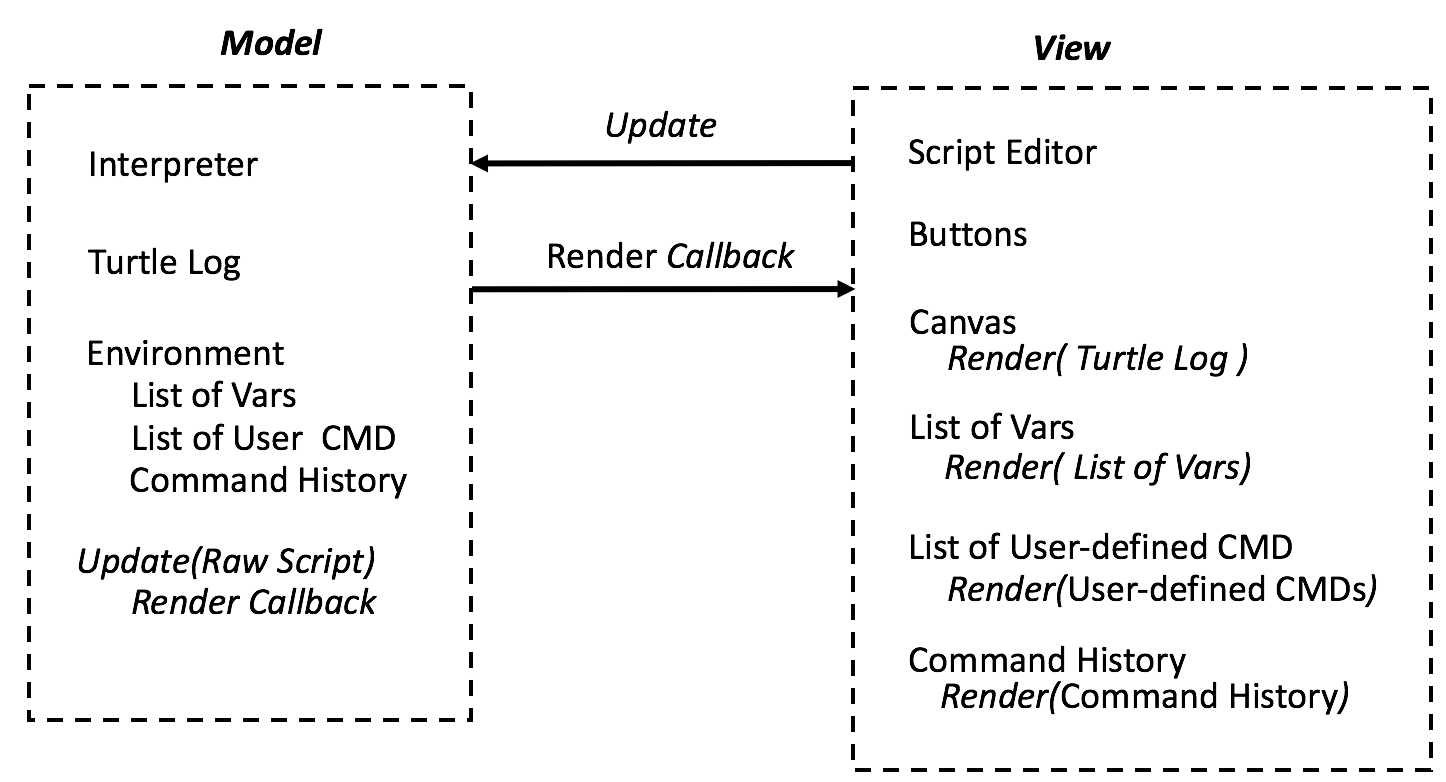 Model
Interpreter
Turtle Log
Environment
List of Vars
List of User CMD
Command History
Update(Raw Script)
Render Callback
Update
Render Callback
View
Script Editor
Buttons
Canvas
Render( Turtle Log )
List of Vars
Render( List of Vars)
List of User-defined CMD
Render(User-defined CMDs)
Command History
Render(Command History)